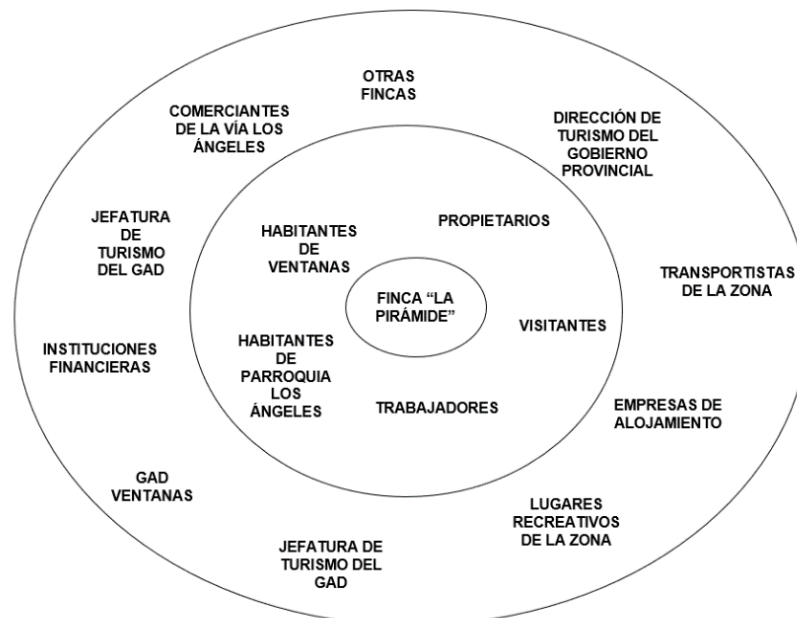 OTRAS
FINCAS
COMERCIANTES
DE LA VÍA LOS
ÁNGELES
DIRECCIÓN DE
TURISMO DEL
GOBIERNO
PROVINCIAL
JEFATURA
DE
TURISMO
DEL GAD
HABITANTES
DE
VENTANAS
PROPIETARIOS
TRANSPORTISTAS
DE LA ZONA
FINCA “LA
PIRÁMIDE”
VISITANTES
INSTITUCIONES
FINANCIERAS
HABITANTES
DE
PARROQUIA
LOS
ÁNGELES
TRABAJADORES
EMPRESAS DE
ALOJAMIENTO
GAD
VENTANAS
LUGARES
RECREATIVOS
DE LA ZONA
JEFATURA DE
TURISMO DEL
GAD